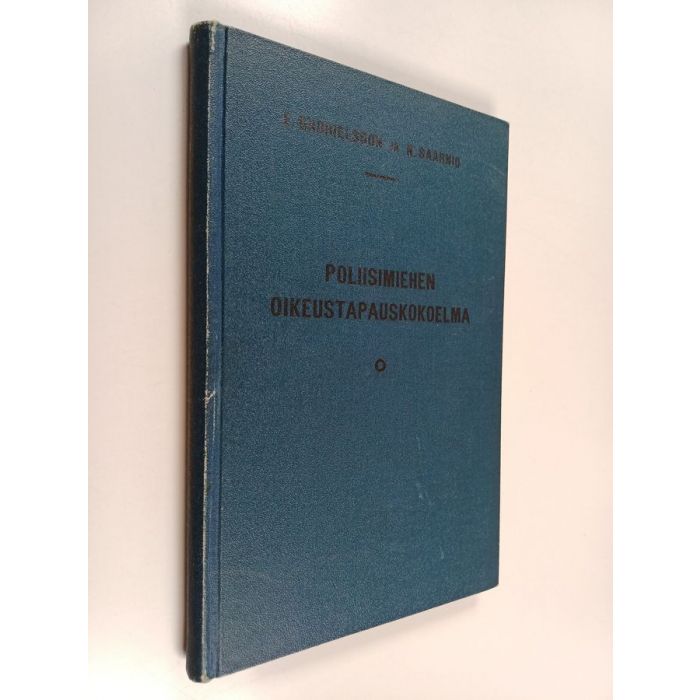 E. GABRIELSSON JA N. SAARNIO
POLIISIMIEHEN
OIKEUSTAPAUSKOKOELMA